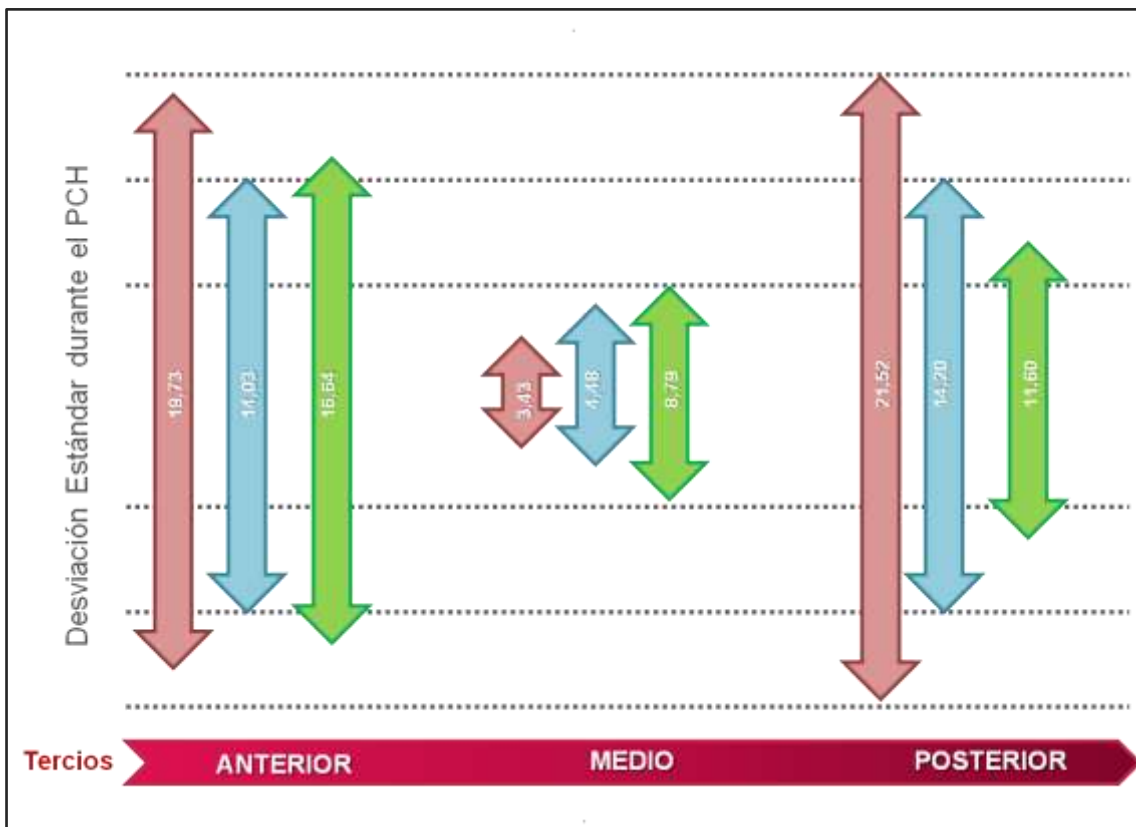 Desviación Estándar durante el PCH
19,73
14,03
16,64
3,43
4,48
8,79
21,52
14,20
11,60
Tercios
ANTERIOR
MEDIO
POSTERIOR